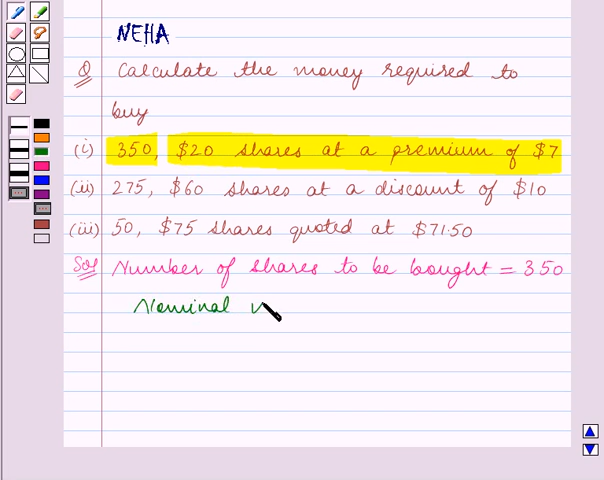 NEHA
Q Calculate the money required to
buy
(i) 350, $20 shares at a premium of $7
(ii) 275, $60 shares at a discount of $10
(iii) 50, $75 shares quoted at $71.50
Sol Number of shares to be bought = 350
Nominal v